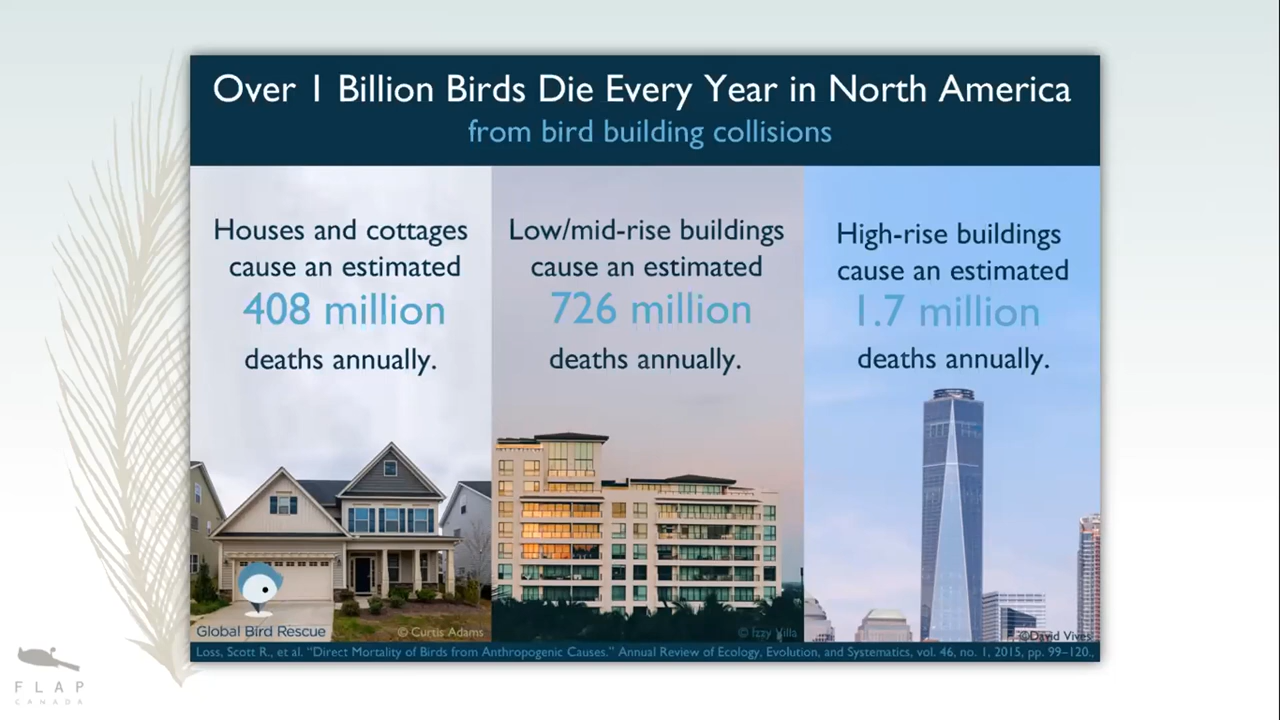 Over 1 Billion Birds Die Every Year in North America
from bird building collisions
Houses and cottages
cause an estimated
408 million
deaths annually.
Low/mid-rise buildings
cause an estimated
726 million
deaths annually.
High-rise buildings
cause an estimated
1.7 million
deaths annually.
Global Bird Rescue
© Curtis Adams
© Izzy Villa
©David Vives
Loss, Scott R., et al. “Direct Mortality of Birds from Anthropogenic Causes.” Annual Review of Ecology, Evolution, and Systematics, vol. 46, no. 1, 2015, pp. 99–120.,
FLAP
CANADA